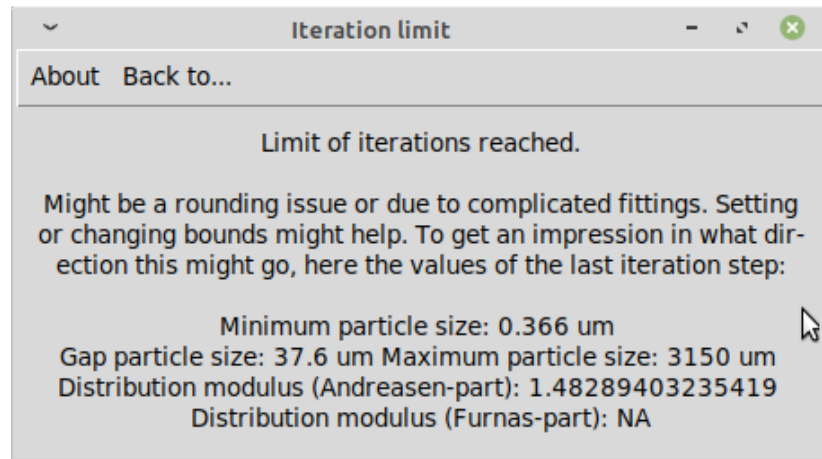 Iteration limit
About Back to...
Limit of iterations reached.
Might be a rounding issue or due to complicated fittings. Setting
or changing bounds might help. To get an impression in what dir-
ection this might go, here the values of the last iteration step:
Minimum particle size: 0.366 um
Gap particle size: 37.6 um Maximum particle size: 3150 um
Distribution modulus (Andreasen-part): 1.48289403235419
Distribution modulus (Furnas-part): NA